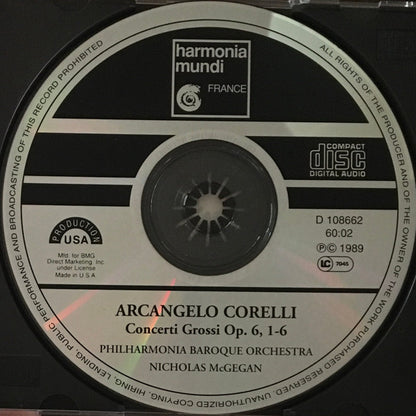 harmonia
mundi
FRANCE
COMPACT
disc
DIGITAL AUDIO
PRODUCTION
USA
Mfd. for BMG
Direct Marketing, Inc.
under License
Made in U S A
D 108662
60:02
Ⓟ© 1989
LC 7045
ARCANGELO CORELLI
Concerti Grossi Op. 6, 1-6
PHILHARMONIA BAROQUE ORCHESTRA
NICHOLAS McGEGAN
ALL RIGHTS OF THE PRODUCER AND OF THE OWNER OF THE WORK PURCHASED RESERVED. UNAUTHORIZED COPYING, HIRING, LENDING, PUBLIC PERFORMANCE AND BROADCASTING OF THIS RECORD PROHIBITED